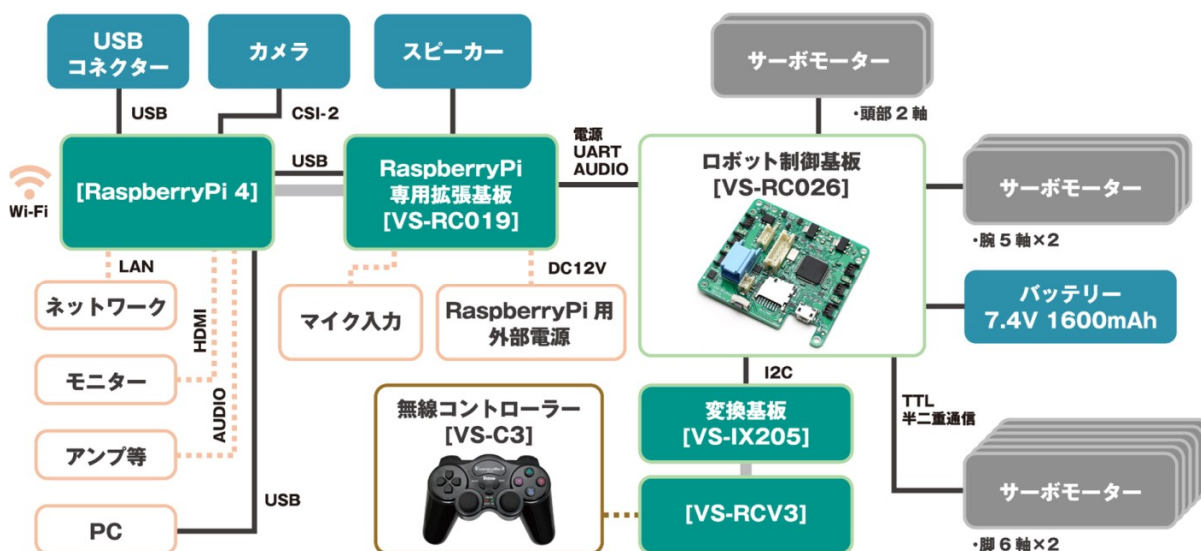 USB
コネクター
カメラ
スピーカー
サーボモーター
・頭部2軸
USB
CSI-2
Wi-Fi
[RaspberryPi 4]
USB
RaspberryPi
専用拡張基板
[VS-RC019]
電源
UART
AUDIO
ロボット制御基板
[VS-RC026]
サーボモーター
・腕5軸×2
LAN
ネットワーク
HDMI
モニター
AUDIO
アンプ等
USB
PC
マイク入力
DC12V
RaspberryPi 用
外部電源
バッテリー
7.4V 1600mAh
I2C
無線コントローラー
[VS-C3]
変換基板
[VS-IX205]
[VS-RCV3]
TTL
半二重通信
サーボモーター
・脚6軸×2